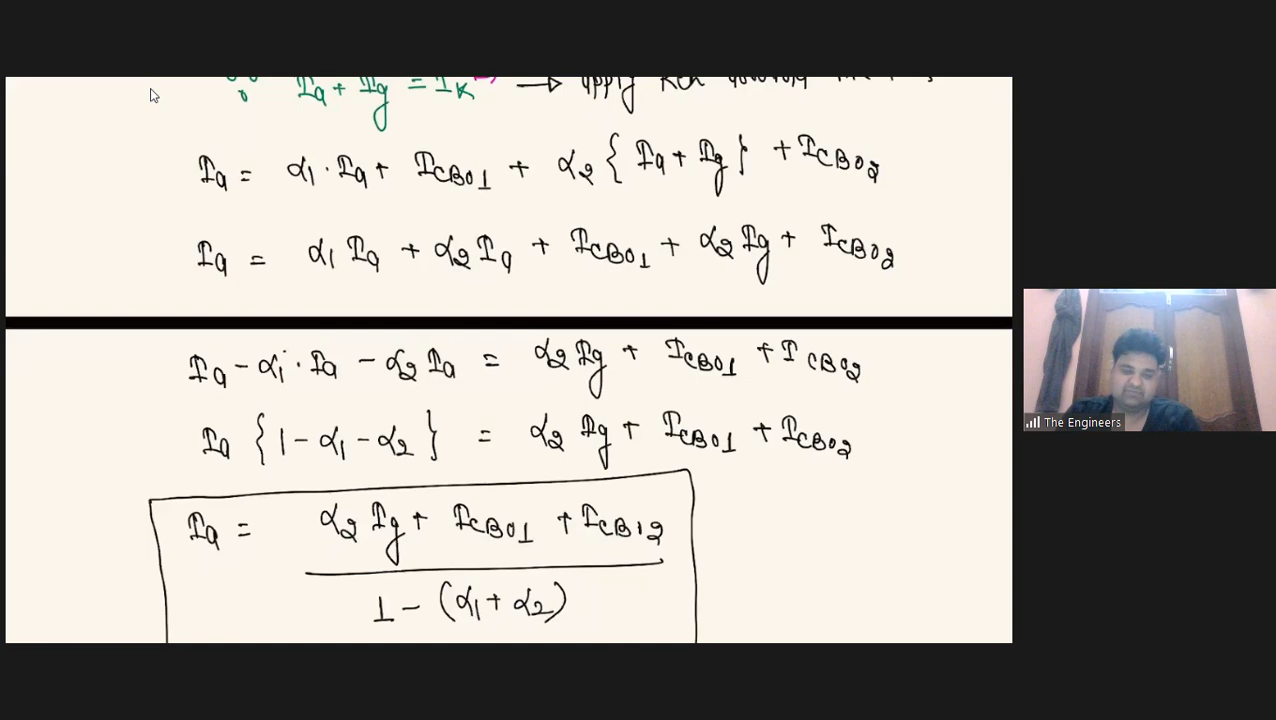 ∵ Ia + Ig = Ik → apply KCL
Ia = α1 · Ia + ICBO1 + α2 { Ia + Ig } + ICBO2
Ia = α1 Ia + α2 Ia + ICBO1 + α2 Ig + ICBO2
Ia - α1 · Ia - α2 Ia = α2 Ig + ICBO1 + ICBO2
Ia { 1 - α1 - α2 } = α2 Ig + ICBO1 + ICBO2
Ia = α2 Ig + ICBO1 + ICBO2
1 - (α1 + α2)
The Engineers